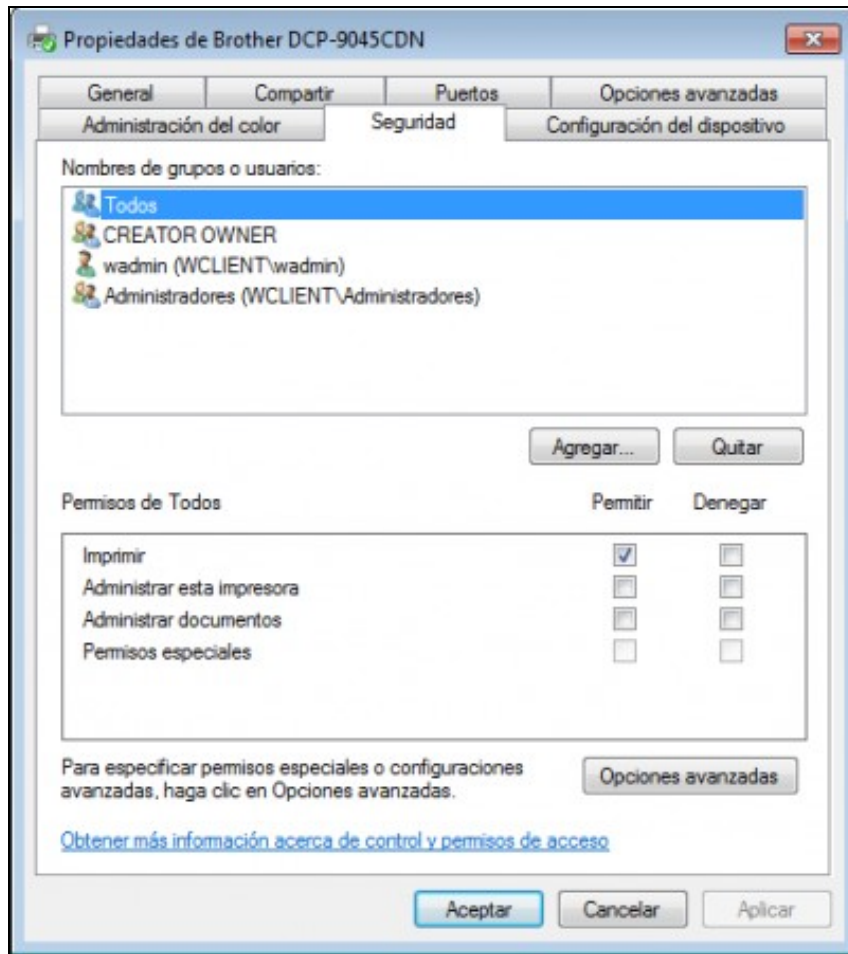 Propiedades de Brother DCP-9045CDN
General Compartir Puertos Opciones avanzadas
Administración del color Seguridad Configuración del dispositivo
Nombres de grupos o usuarios:
Todos
CREATOR OWNER
wadmin (WCLIENT\wadmin)
Administradores (WCLIENT\Administradores)
Agregar... Quitar
Permisos de Todos Permitir Denegar
Imprimir
Administrar esta impresora
Administrar documentos
Permisos especiales
Para especificar permisos especiales o configuraciones
avanzadas, haga clic en Opciones avanzadas. Opciones avanzadas
Obtener más información acerca de control y permisos de acceso
Aceptar Cancelar Aplicar